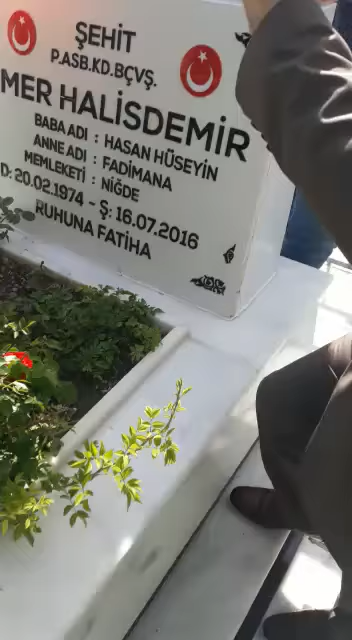 ŞEHİT
P.ASB.KD.BÇVŞ.
MER HALİSDEMİR
BABA ADI : HASAN HÜSEYİN
ANNE ADI : FADİMANA
MEMLEKETİ : NİĞDE
D: 20.02.1974 - Ş: 16.07.2016
RUHUNA FATİHA